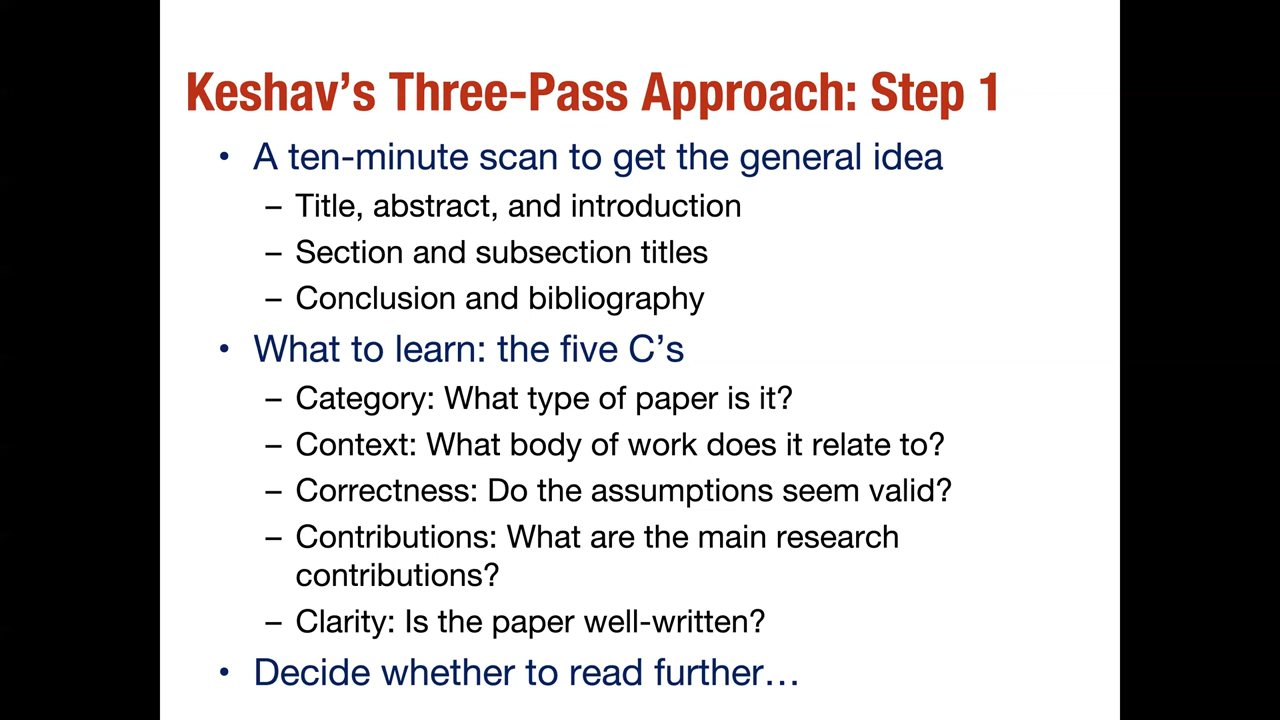 Keshav’s Three-Pass Approach: Step 1
• A ten-minute scan to get the general idea
– Title, abstract, and introduction
– Section and subsection titles
– Conclusion and bibliography
• What to learn: the five C’s
– Category: What type of paper is it?
– Context: What body of work does it relate to?
– Correctness: Do the assumptions seem valid?
– Contributions: What are the main research
contributions?
– Clarity: Is the paper well-written?
• Decide whether to read further…